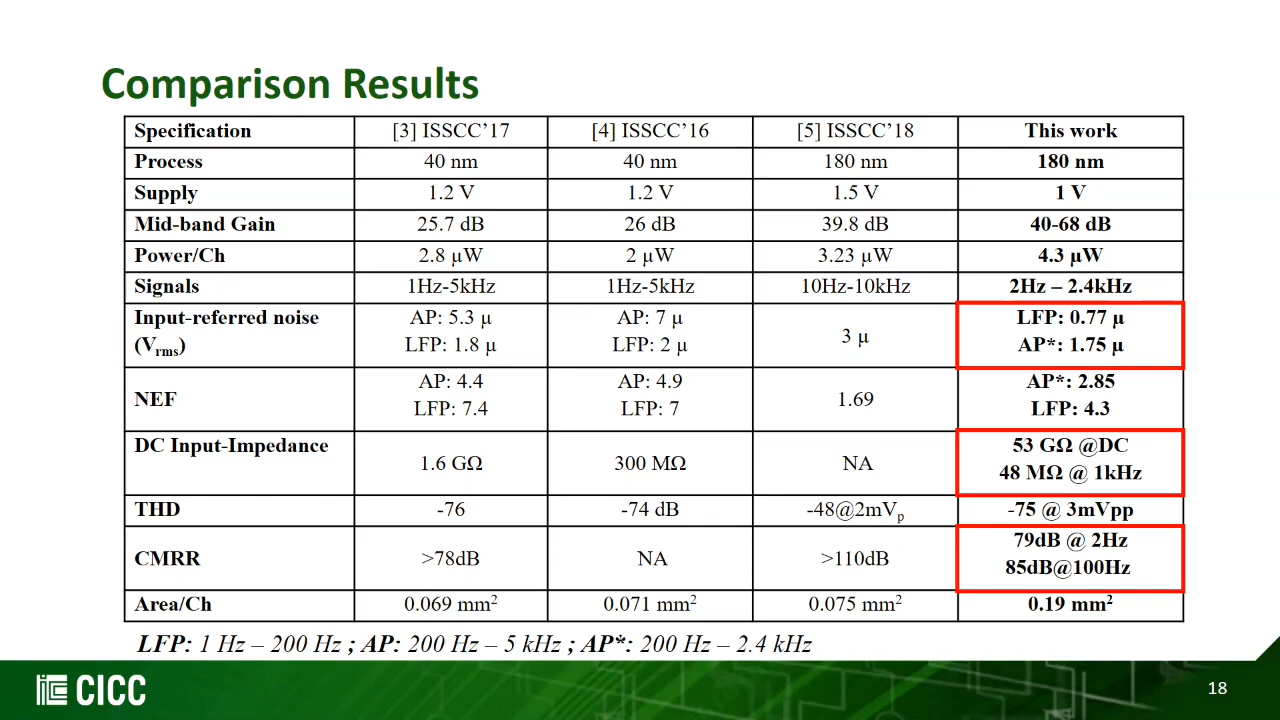 Comparison Results
Specification [3] ISSCC’17 [4] ISSCC’16 [5] ISSCC’18 This work
Process 40 nm 40 nm 180 nm 180 nm
Supply 1.2 V 1.2 V 1.5 V 1 V
Mid-band Gain 25.7 dB 26 dB 39.8 dB 40-68 dB
Power/Ch 2.8 µW 2 µW 3.23 µW 4.3 µW
Signals 1Hz-5kHz 1Hz-5kHz 10Hz-10kHz 2Hz – 2.4kHz
Input-referred noise (Vrms) AP: 5.3 µ LFP: 1.8 µ AP: 7 µ LFP: 2 µ 3 µ LFP: 0.77 µ AP*: 1.75 µ
NEF AP: 4.4 LFP: 7.4 AP: 4.9 LFP: 7 1.69 AP*: 2.85 LFP: 4.3
DC Input-Impedance 1.6 GΩ 300 MΩ NA 53 GΩ @DC 48 MΩ @ 1kHz
THD -76 -74 dB -48@2mVp -75 @ 3mVpp
CMRR >78dB NA >110dB 79dB @ 2Hz 85dB@100Hz
Area/Ch 0.069 mm² 0.071 mm² 0.075 mm² 0.19 mm²
LFP: 1 Hz – 200 Hz ; AP: 200 Hz – 5 kHz ; AP*: 200 Hz – 2.4 kHz
CICC
18